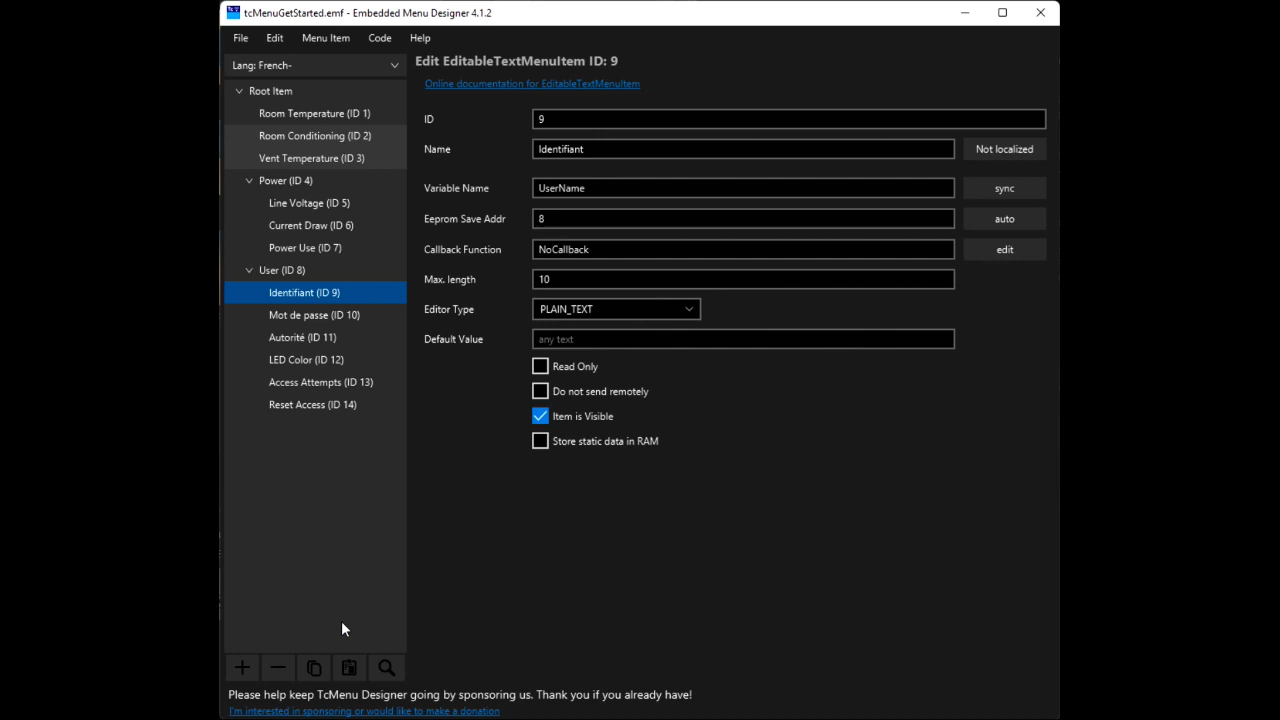 tcMenuGetStarted.emf - Embedded Menu Designer 4.1.2
File Edit Menu Item Code Help
Lang: French-
Root Item
Room Temperature (ID 1)
Room Conditioning (ID 2)
Vent Temperature (ID 3)
Power (ID 4)
Line Voltage (ID 5)
Current Draw (ID 6)
Power Use (ID 7)
User (ID 8)
Identifiant (ID 9)
Mot de passe (ID 10)
Autorité (ID 11)
LED Color (ID 12)
Access Attempts (ID 13)
Reset Access (ID 14)
Edit EditableTextMenuItem ID: 9
Online documentation for EditableTextMenuItem
ID 9
Name Identifiant Not localized
Variable Name UserName sync
Eeprom Save Addr 8 auto
Callback Function NoCallback edit
Max. length 10
Editor Type PLAIN_TEXT
Default Value any text
Read Only
Do not send remotely
Item is Visible
Store static data in RAM
Please help keep TcMenu Designer going by sponsoring us. Thank you if you already have!
I'm interested in sponsoring or would like to make a donation